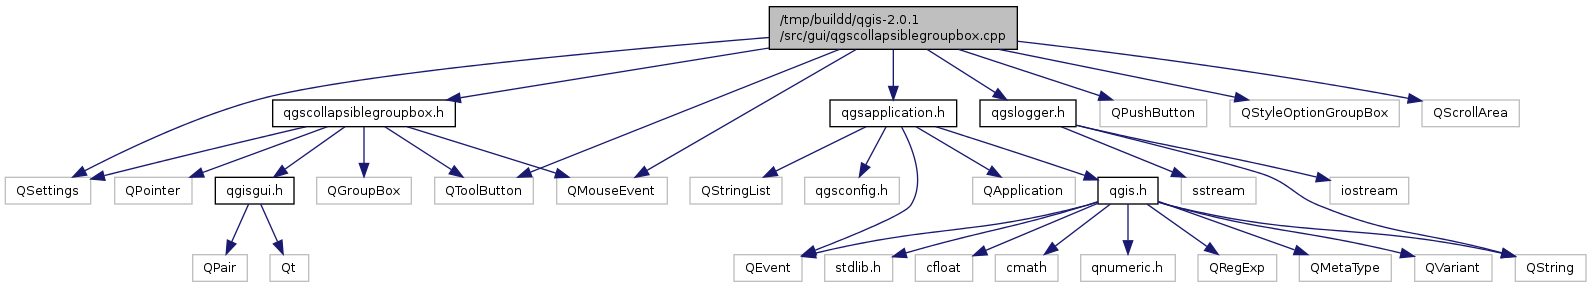 /tmp/buildd/qgis-2.0.1
/src/gui/qgscollapsiblegroupbox.cpp
qgscollapsiblegroupbox.h
qgsapplication.h
qgslogger.h
QPushButton
QStyleOptionGroupBox
QScrollArea
QSettings
QPointer
qgisgui.h
QGroupBox
QToolButton
QMouseEvent
QStringList
qgsconfig.h
QApplication
qgis.h
sstream
iostream
QPair
Qt
QEvent
stdlib.h
cfloat
cmath
qnumeric.h
QRegExp
QMetaType
QVariant
QString